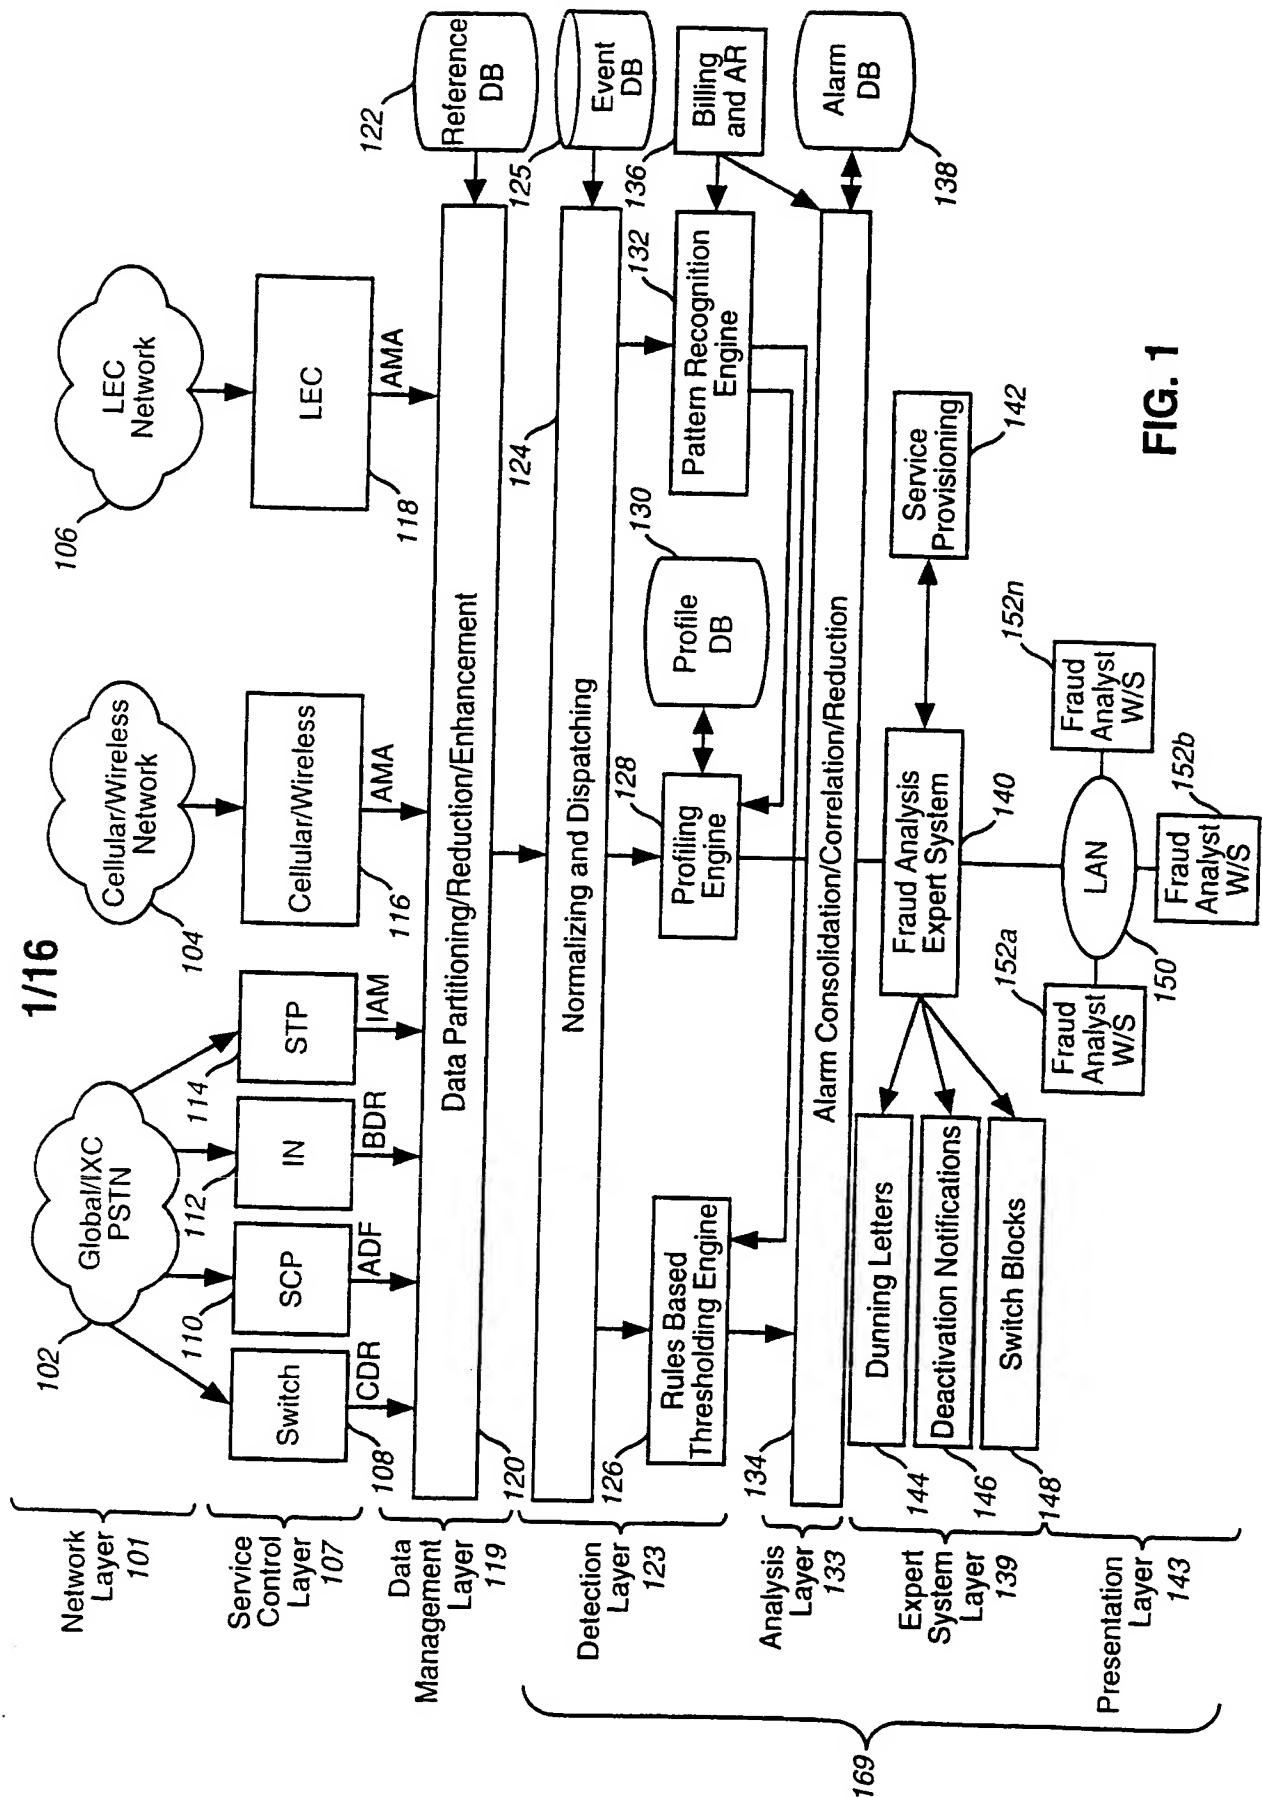 1/16
Network
Layer
101
Global/IXC
PSTN
102
Cellular/Wireless
Network
104
LEC
Network
106
Service
Control
Layer
107
Switch
108
SCP
110
IN
112
STP
114
Cellular/Wireless
116
LEC
118
CDR
ADF
BDR
IAM
AMA
AMA
Data
Management
Layer
119
Data Partitioning/Reduction/Enhancement
120
Reference
DB
122
Detection
Layer
123
Normalizing and Dispatching
124
Event
DB
125
Rules Based
Thresholding Engine
126
Profiling
Engine
128
Profile
DB
130
Pattern Recognition
Engine
132
Billing
and AR
136
Analysis
Layer
133
Alarm Consolidation/Correlation/Reduction
134
Alarm
DB
138
Expert
System
Layer
139
Dunning Letters
144
Deactivation Notifications
146
Switch Blocks
148
Fraud Analysis
Expert System
140
Service
Provisioning
142
Presentation
Layer
143
Fraud
Analyst
W/S
152a
LAN
150
Fraud
Analyst
W/S
152b
Fraud
Analyst
W/S
152n
169
FIG. 1